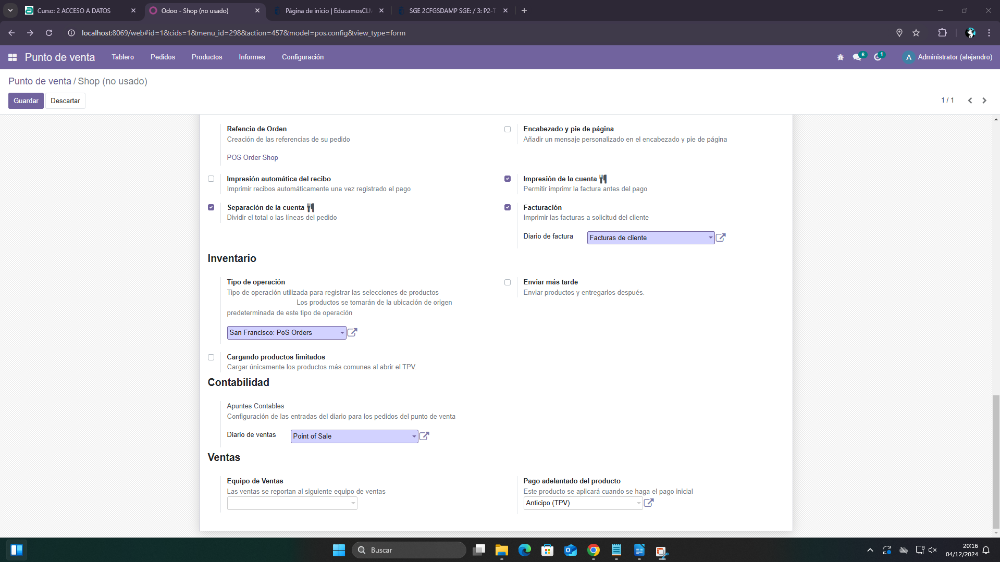 Curso: 2 ACCESO A DATOS
Odoo - Shop (no usado)
Página de inicio | EducamosCLM
SGE 2CFGSDAMP SGE: / 3: P2-T
localhost:8069/web#id=1&cids=1&menu_id=298&action=457&model=pos.config&view_type=form
Punto de venta
Tablero
Pedidos
Productos
Informes
Configuración
6
1
A
Administrator (alejandro)
Punto de venta / Shop (no usado)
Guardar
Descartar
1 / 1
Refencia de Orden
Creación de las referencias de su pedido
POS Order Shop
Encabezado y pie de página
Añadir un mensaje personalizado en el encabezado y pie de página
Impresión automática del recibo
Imprimir recibos automáticamente una vez registrado el pago
Impresión de la cuenta
Permitir imprimr la factura antes del pago
Separación de la cuenta
Dividir el total o las líneas del pedido
Facturación
Imprimir las facturas a solicitud del cliente
Diario de factura
Facturas de cliente
Inventario
Tipo de operación
Tipo de operación utilizada para registrar las selecciones de productos
Los productos se tomarán de la ubicación de origen
predeterminada de este tipo de operación
San Francisco: PoS Orders
Enviar más tarde
Enviar productos y entregarlos después.
Cargando productos limitados
Cargar únicamente los productos más comunes al abrir el TPV.
Contabilidad
Apuntes Contables
Configuración de las entradas del diario para los pedidos del punto de venta
Diario de ventas
Point of Sale
Ventas
Equipo de Ventas
Las ventas se reportan al siguiente equipo de ventas
Pago adelantado del producto
Este producto se aplicará cuando se haga el pago inicial
Anticipo (TPV)
Buscar
20:16
04/12/2024